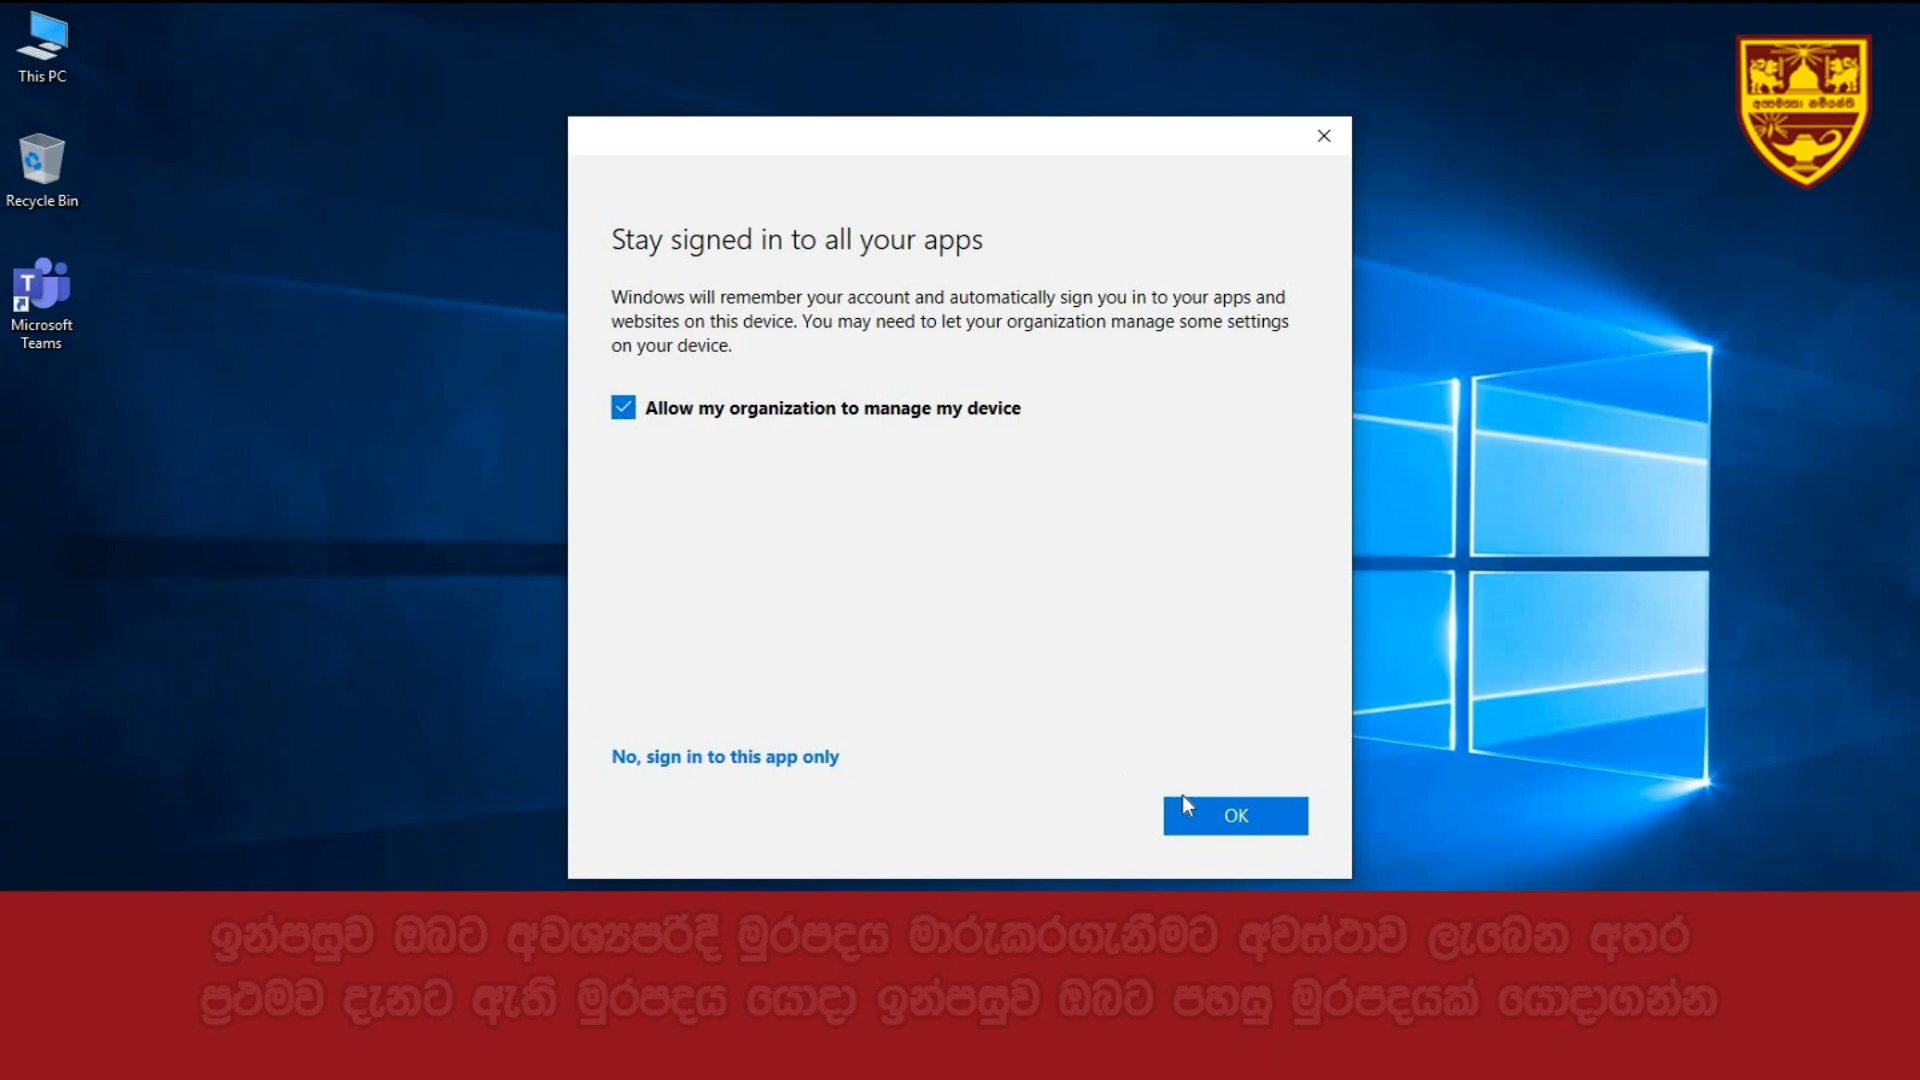 This PC
Recycle Bin
Microsoft
Teams
Stay signed in to all your apps
Windows will remember your account and automatically sign you in to your apps and
websites on this device. You may need to let your organization manage some settings
on your device.
Allow my organization to manage my device
No, sign in to this app only
OK
ඉන්පසුව ඔබට අවශ්‍යපරිදි මුරපදය මාරුකරගැනීමට අවස්ථාව ලැබෙන අතර
ප්‍රථමව දැනට ඇති මුරපදය යොදා ඉන්පසුව ඔබට පහසු මුරපදයක් යොදාගන්න